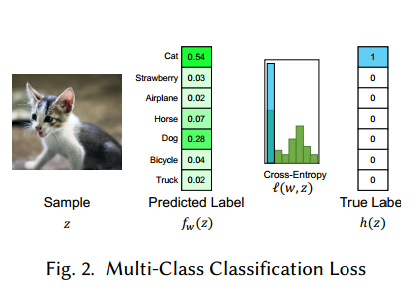 Cat 0.54 1
Strawberry 0.03 0
Airplane 0.02 0
Horse 0.07 0
Dog 0.28 0
Bicycle 0.04 0
Truck 0.02 0
Cross-Entropy
ℓ(w, z)
Sample Predicted Label True Labe
z f_w(z) h(z)
Fig. 2. Multi-Class Classification Loss